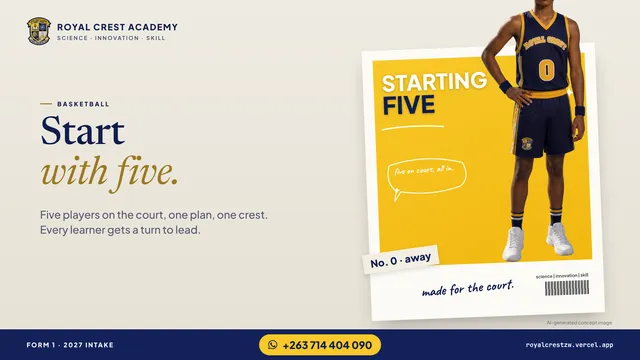 ROYAL CREST ACADEMY
SCIENCE · INNOVATION · SKILL
BASKETBALL
Start
with five.
Five players on the court, one plan, one crest.
Every learner gets a turn to lead.
STARTING
FIVE
five on court, all in.
ROYAL CREST
0
No. 0 · away
made for the court.
science | innovation | skill
AI-generated concept image
FORM 1 · 2027 INTAKE
+263 714 404 090
royalcrestzw.vercel.app